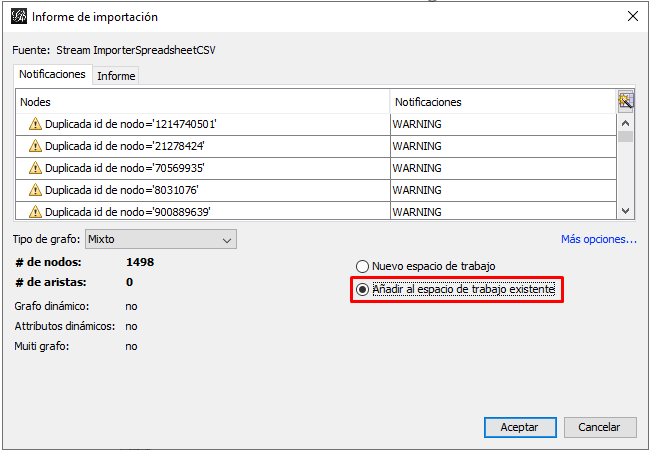 Informe de importación
Fuente: Stream ImporterSpreadsheetCSV
Notificaciones Informe
Nodes Notificaciones
Duplicada id de nodo='1214740501' WARNING
Duplicada id de nodo='21278424' WARNING
Duplicada id de nodo='70569935' WARNING
Duplicada id de nodo='8031076' WARNING
Duplicada id de nodo='900889639' WARNING
Tipo de grafo: Mixto Más opciones...
# de nodos: 1498
Nuevo espacio de trabajo
# de aristas: 0
Añadir al espacio de trabajo existente
Grafo dinámico: no
Atributos dinámicos: no
Muiti grafo: no
Aceptar Cancelar